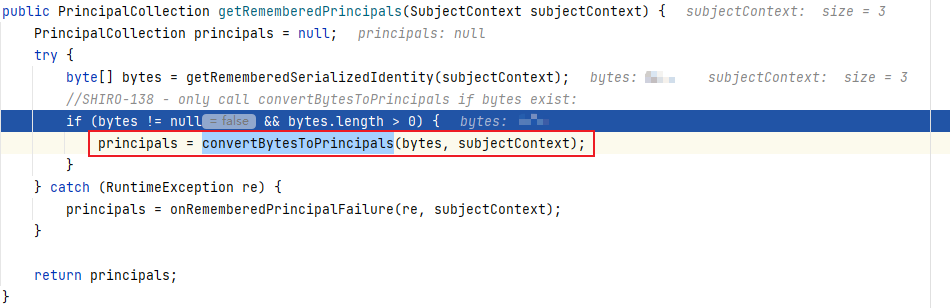 public PrincipalCollection getRememberedPrincipals(SubjectContext subjectContext) {   subjectContext:  size = 3
    PrincipalCollection principals = null;   principals: null
    try {
        byte[] bytes = getRememberedSerializedIdentity(subjectContext);   bytes:       subjectContext:  size = 3
        //SHIRO-138 - only call convertBytesToPrincipals if bytes exist:
        if (bytes != null = false && bytes.length > 0) {   bytes:
            principals = convertBytesToPrincipals(bytes, subjectContext);
        }
    } catch (RuntimeException re) {
        principals = onRememberedPrincipalFailure(re, subjectContext);
    }

    return principals;
}